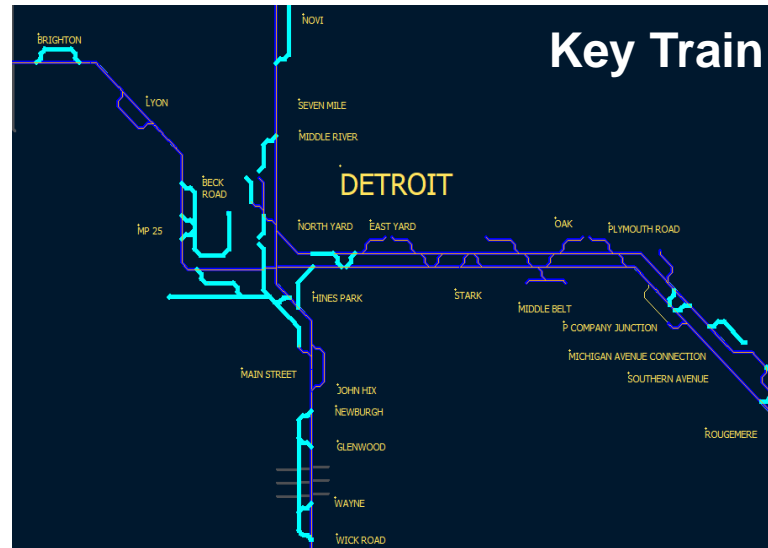 NOVI
BRIGHTON
Key Train
LYON
SEVEN MILE
MIDDLE RIVER
DETROIT
BECK
ROAD
MP 25
NORTH YARD
EAST YARD
OAK
PLYMOUTH ROAD
HINES PARK
STARK
MIDDLE BELT
P COMPANY JUNCTION
MICHIGAN AVENUE CONNECTION
MAIN STREET
SOUTHERN AVENUE
JOHN HIX
NEWBURGH
ROUGEMERE
GLENWOOD
WAYNE
WICK ROAD